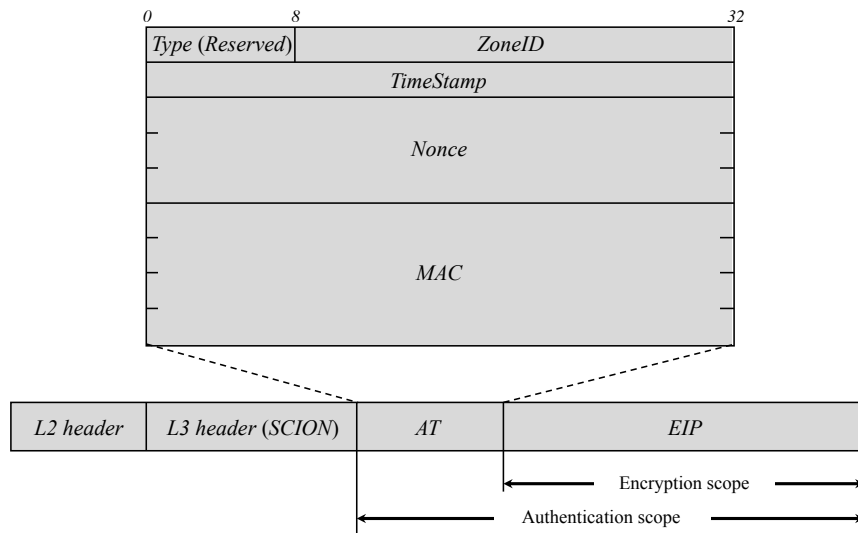 0 8 32
Type (Reserved) ZoneID
TimeStamp
Nonce
MAC
L2 header L3 header (SCION) AT EIP
Encryption scope
Authentication scope